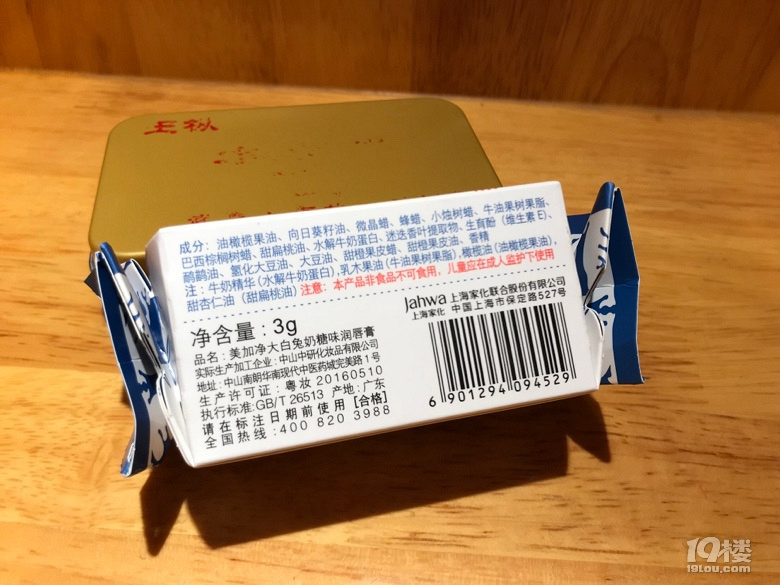 王锹
成分：油橄榄果油、向日葵籽油、微晶蜡、蜂蜡、小烛树蜡、牛油果树果脂、
巴西棕榈树蜡、甜扁桃油、水解牛奶蛋白、迷迭香叶提取物、生育酚（维生素E）、
鸸鹋油、氢化大豆油、大豆油、甜橙果皮蜡、甜橙果皮油、香精
注：牛奶精华（水解牛奶蛋白），乳木果油（牛油果树果脂），橄榄油（油橄榄果油），
甜杏仁油（甜扁桃油） 注意：本产品非食品不可食用，儿童应在成人监护下使用
净含量：3g
品名：美加净大白兔奶糖味润唇膏
实际生产加工企业：中山中研化妆品有限公司
地址：中山南朗华南现代中医药城完美路1号
生产许可证：粤妆20160510
执行标准:GB/T 26513 产地:广东
请在标注日期前使用 [合格]
全国热线:400 820 3988
Jahwa 上海家化联合股份有限公司
上海家化 中国上海市保定路527号
6 901294 094529
19楼
19lou.com